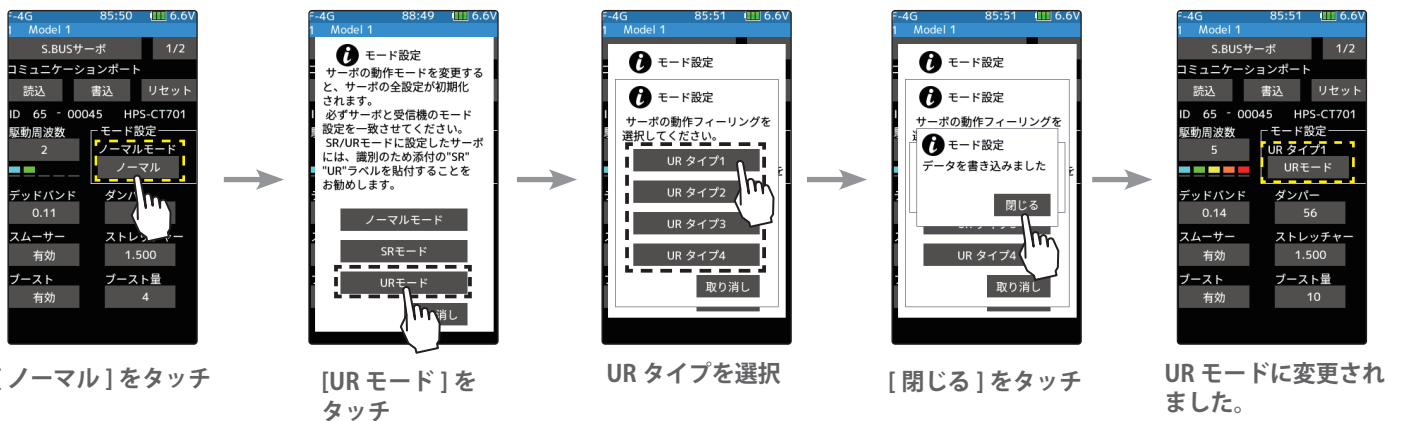 F-4G 85:50 6.6V
1 Model 1
S.BUSサーボ 1/2
コミュニケーションポート
読込 書込 リセット
ID 65 - 00045 HPS-CT701
駆動周波数 モード設定
ノーマルモード
2 ノーマル
デッドバンド ダンパ
0.11
スムーサー ストレッチャー
有効 1.500
ブースト ブースト量
有効 4
[ ノーマル ] をタッチ
F-4G 88:49 6.6V
1 Model 1
モード設定
サーボの動作モードを変更する
と、サーボの全設定が初期化
されます。
必ずサーボと受信機のモード
設定を一致させてください。
SR/URモードに設定したサーボ
には、識別のため添付の"SR"
"UR"ラベルを貼付することを
お勧めします。
ノーマルモード
SRモード
URモード
消し
[UR モード ] を
タッチ
F-4G 85:51 6.6V
1 Model 1
モード設定
モード設定
サーボの動作フィーリングを
選択してください。
UR タイプ1
UR タイプ2
UR タイプ3
UR タイプ4
取り消し
UR タイプを選択
F-4G 85:51 6.6V
1 Model 1
モード設定
モード設定
サーボの動作フィーリングを
モード設定
データを書き込みました
閉じる
UR タイプ4
取り消し
[ 閉じる ] をタッチ
F-4G 85:51 6.6V
1 Model 1
S.BUSサーボ 1/2
コミュニケーションポート
読込 書込 リセット
ID 65 - 00045 HPS-CT701
駆動周波数 モード設定
UR タイプ1
5 URモード
デッドバンド ダンパー
0.14 56
スムーサー ストレッチャー
有効 1.500
ブースト ブースト量
有効 10
UR モードに変更され
ました。